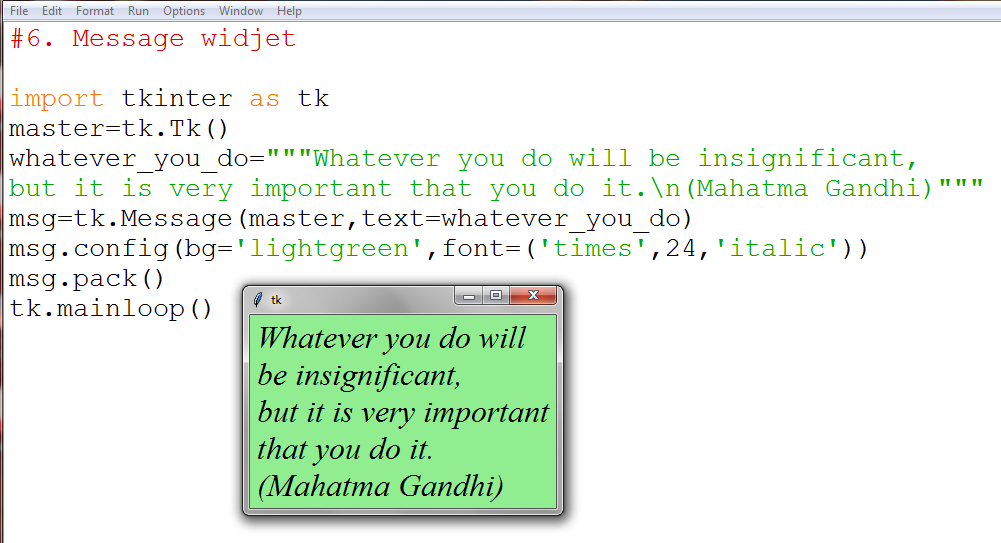 File Edit Format Run Options Window Help
#6. Message widjet
import tkinter as tk
master=tk.Tk()
whatever_you_do="""Whatever you do will be insignificant,
but it is very important that you do it.\n(Mahatma Gandhi)"""
msg=tk.Message(master,text=whatever_you_do)
msg.config(bg='lightgreen',font=('times',24,'italic'))
msg.pack()
tk.mainloop()
tk
Whatever you do will
be insignificant,
but it is very important
that you do it.
(Mahatma Gandhi)